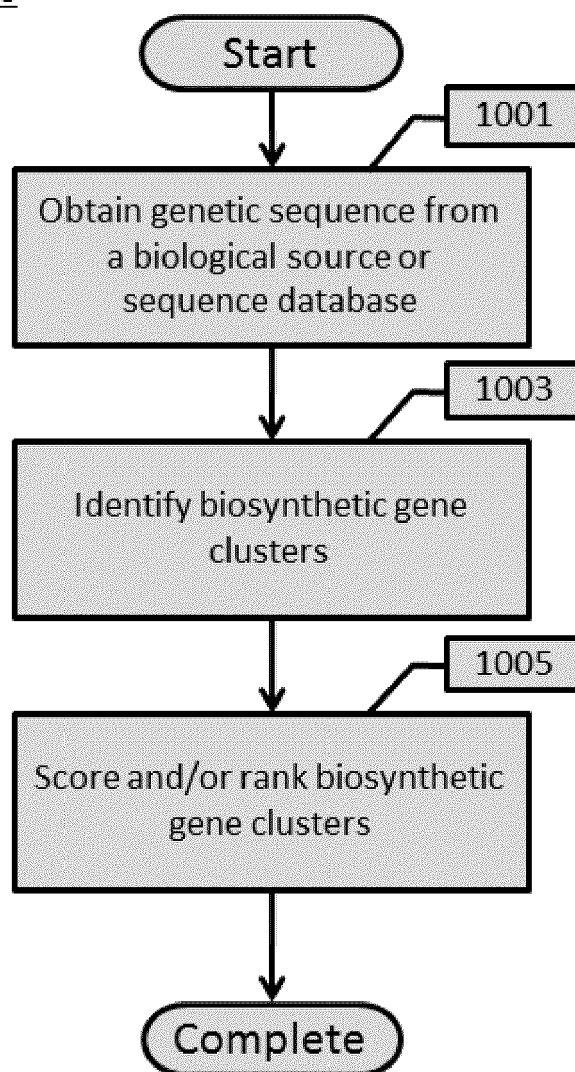 Start
1001
Obtain genetic sequence from
a biological source or
sequence database
1003
Identify biosynthetic gene
clusters
1005
Score and/or rank biosynthetic
gene clusters
Complete